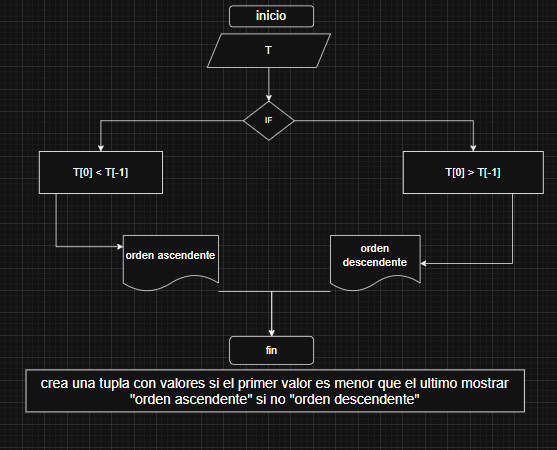 inicio
T
IF
T[0] < T[-1]
T[0] > T[-1]
orden ascendente
orden
descendente
fin
crea una tupla con valores si el primer valor es menor que el ultimo mostrar
"orden ascendente" si no "orden descendente"